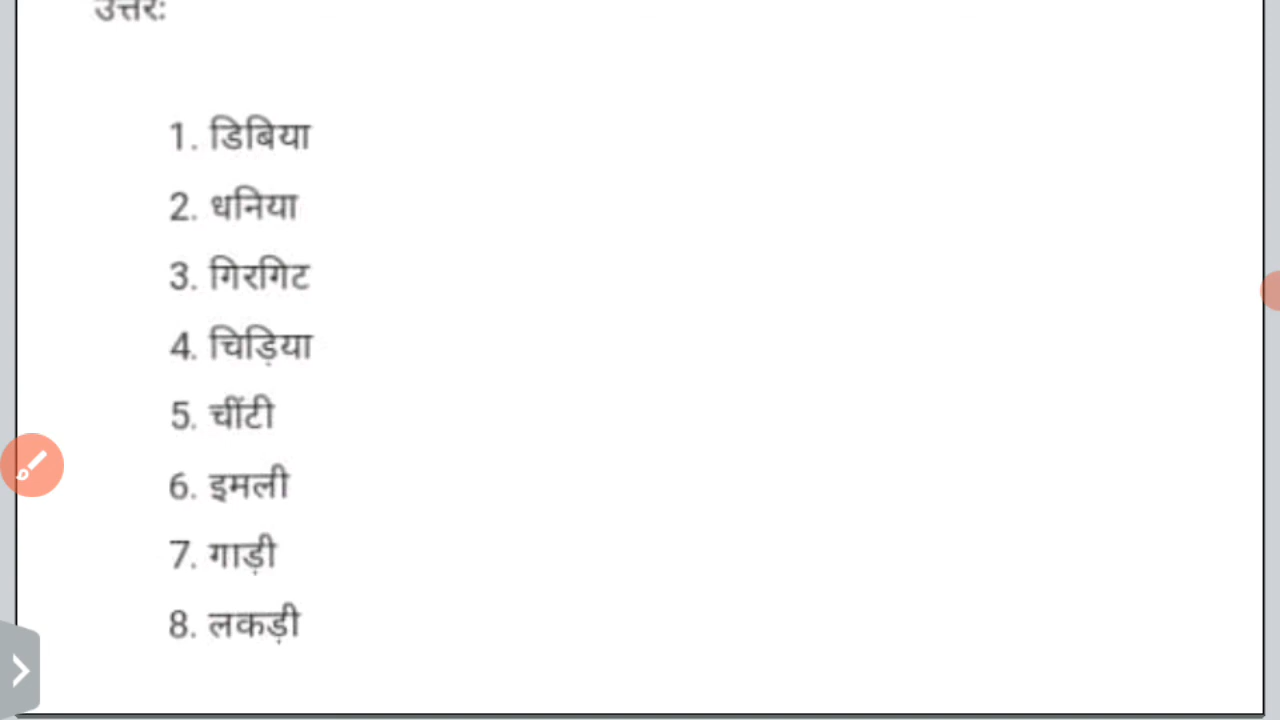 उत्तर:
1. डिबिया
2. धनिया
3. गिरगिट
4. चिड़िया
5. चींटी
6. इमली
7. गाड़ी
8. लकड़ी